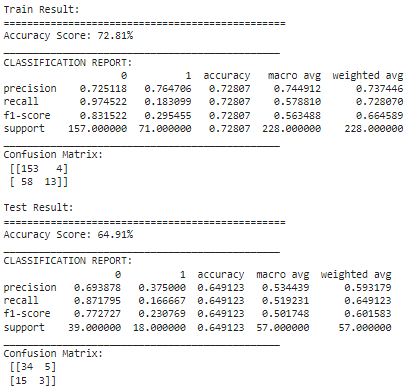 Train Result:
================================================
Accuracy Score: 72.81%
_______________________________________________
CLASSIFICATION REPORT:
                   0          1  accuracy   macro avg  weighted avg
precision   0.725118   0.764706   0.72807    0.744912      0.737446
recall      0.974522   0.183099   0.72807    0.578810      0.728070
f1-score    0.831522   0.295455   0.72807    0.563488      0.664589
support   157.000000  71.000000   0.72807  228.000000    228.000000
_______________________________________________
Confusion Matrix:
 [[153   4]
 [ 58  13]]

Test Result:
================================================
Accuracy Score: 64.91%
_______________________________________________
CLASSIFICATION REPORT:
                  0          1  accuracy  macro avg  weighted avg
precision  0.693878   0.375000  0.649123   0.534439      0.593179
recall     0.871795   0.166667  0.649123   0.519231      0.649123
f1-score   0.772727   0.230769  0.649123   0.501748      0.601583
support   39.000000  18.000000  0.649123  57.000000     57.000000
_______________________________________________
Confusion Matrix:
 [[34  5]
 [15  3]]